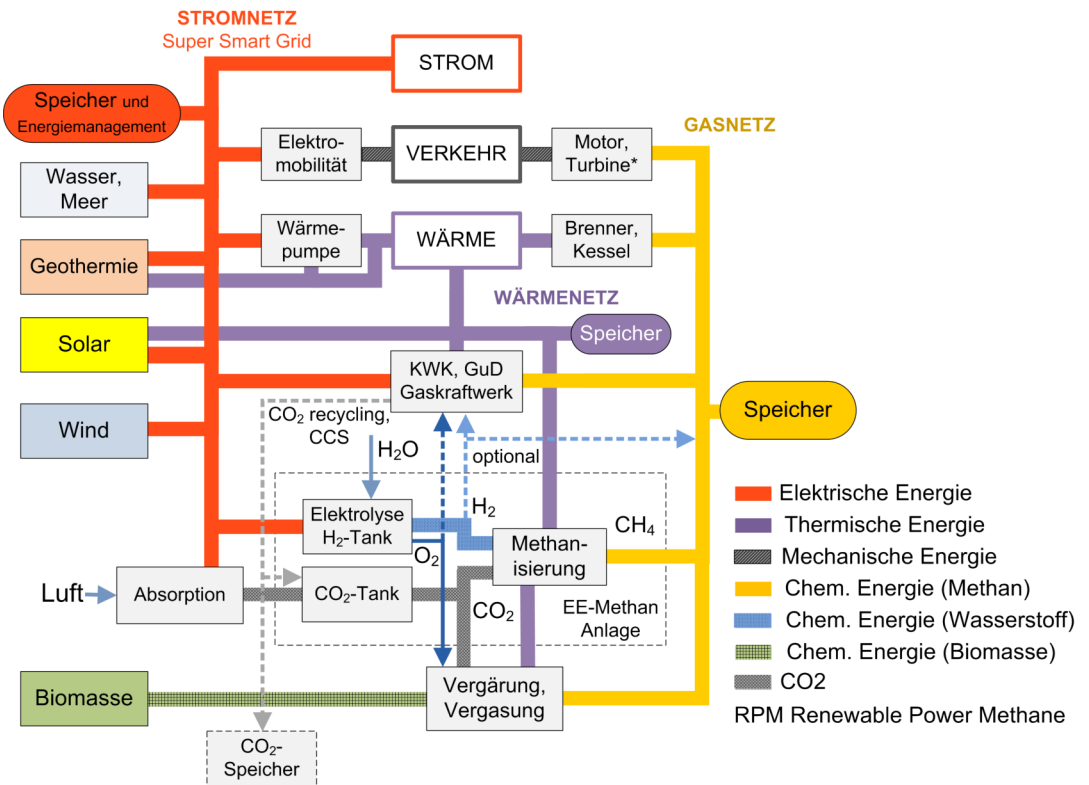 STROMNETZ
Super Smart Grid
STROM
Speicher und
Energiemanagement
GASNETZ
Elektro-
mobilität
VERKEHR
Motor,
Turbine*
Wasser,
Meer
Wärme-
pumpe
WÄRME
Brenner,
Kessel
Geothermie
WÄRMENETZ
Solar
Speicher
KWK, GuD
Gaskraftwerk
Speicher
Wind
CO₂ recycling,
CCS
H₂O
optional
Elektrolyse
H₂-Tank
H₂
O₂
CH₄
Methan-
isierung
Luft
Absorption
CO₂-Tank
CO₂
EE-Methan
Anlage
Biomasse
Vergärung,
Vergasung
CO₂-
Speicher
Elektrische Energie
Thermische Energie
Mechanische Energie
Chem. Energie (Methan)
Chem. Energie (Wasserstoff)
Chem. Energie (Biomasse)
CO2
RPM Renewable Power Methane